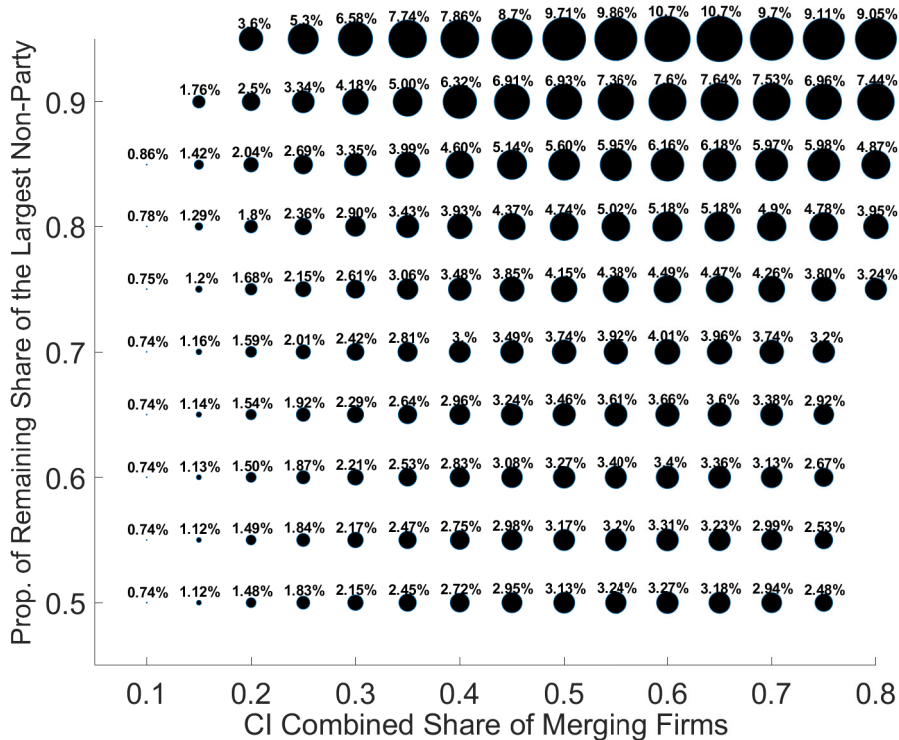 3.6% 5.3% 6.58% 7.74% 7.86% 8.7% 9.71% 9.86% 10.7% 10.7% 9.7% 9.11% 9.05%
0.9 1.76% 2.5% 3.34% 4.18% 5.00% 6.32% 6.91% 6.93% 7.36% 7.6% 7.64% 7.53% 6.96% 7.44%
0.86% 1.42% 2.04% 2.69% 3.35% 3.99% 4.60% 5.14% 5.60% 5.95% 6.16% 6.18% 5.97% 5.98% 4.87%
0.8 0.78% 1.29% 1.8% 2.36% 2.90% 3.43% 3.93% 4.37% 4.74% 5.02% 5.18% 5.18% 4.9% 4.78% 3.95%
0.75% 1.2% 1.68% 2.15% 2.61% 3.06% 3.48% 3.85% 4.15% 4.38% 4.49% 4.47% 4.26% 3.80% 3.24%
0.7 0.74% 1.16% 1.59% 2.01% 2.42% 2.81% 3.% 3.49% 3.74% 3.92% 4.01% 3.96% 3.74% 3.2%
0.74% 1.14% 1.54% 1.92% 2.29% 2.64% 2.96% 3.24% 3.46% 3.61% 3.66% 3.6% 3.38% 2.92%
0.6 0.74% 1.13% 1.50% 1.87% 2.21% 2.53% 2.83% 3.08% 3.27% 3.40% 3.4% 3.36% 3.13% 2.67%
0.74% 1.12% 1.49% 1.84% 2.17% 2.47% 2.75% 2.98% 3.17% 3.2% 3.31% 3.23% 2.99% 2.53%
0.5 0.74% 1.12% 1.48% 1.83% 2.15% 2.45% 2.72% 2.95% 3.13% 3.24% 3.27% 3.18% 2.94% 2.48%
Prop. of Remaining Share of the Largest Non-Party
0.1 0.2 0.3 0.4 0.5 0.6 0.7 0.8
CI Combined Share of Merging Firms